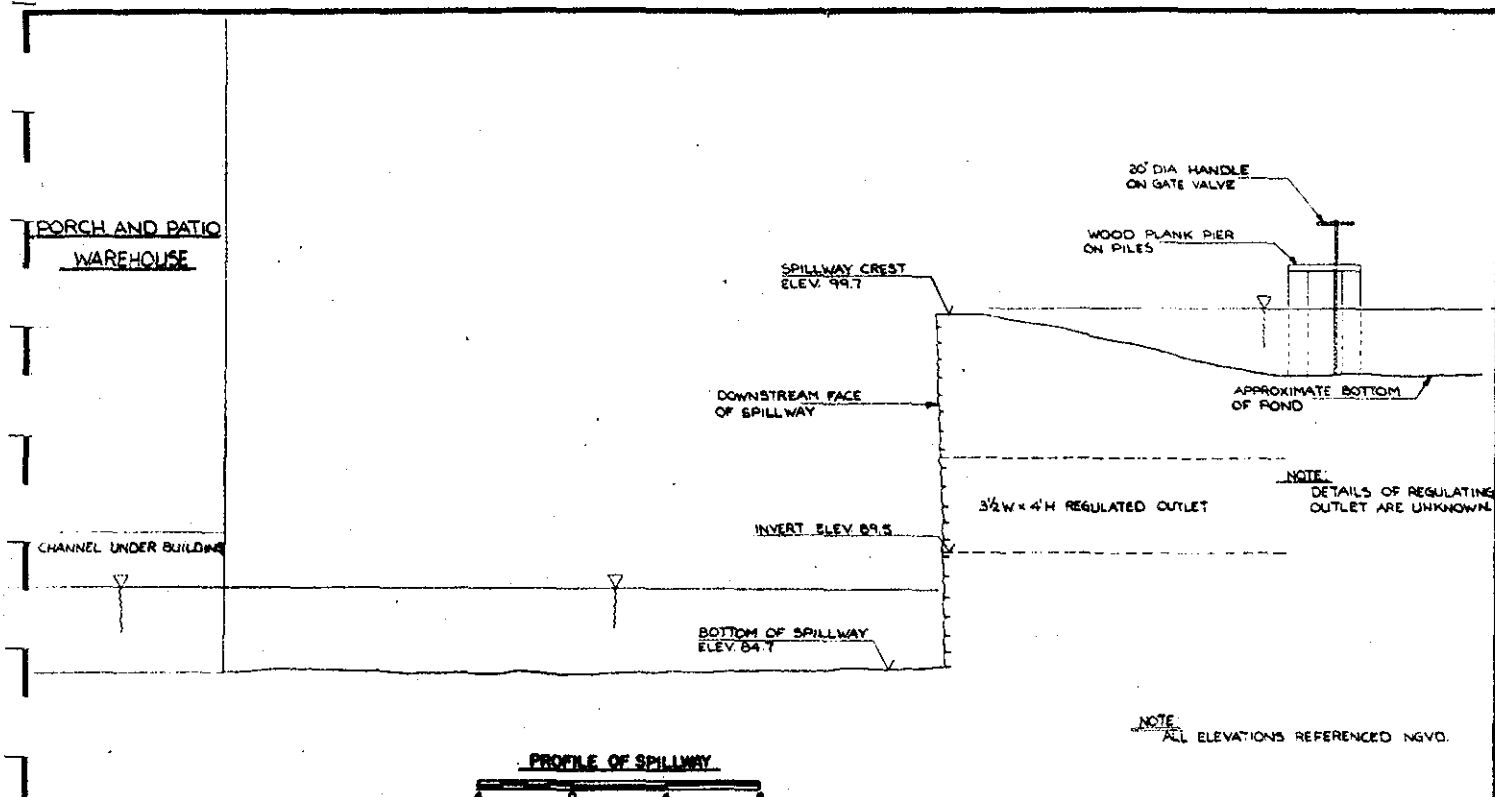 20" DIA HANDLE
ON GATE VALVE
PORCH AND PATIO
WAREHOUSE
WOOD PLANK PIER
ON PILES
SPILLWAY CREST
ELEV. 99.7
DOWNSTREAM FACE
OF SPILLWAY
APPROXIMATE BOTTOM
OF POND
NOTE:
DETAILS OF REGULATING
OUTLET ARE UNKNOWN.
3½W × 4'H REGULATED OUTLET
INVERT ELEV. 89.5
CHANNEL UNDER BUILDING
BOTTOM OF SPILLWAY
ELEV. 84.7
NOTE:
ALL ELEVATIONS REFERENCED NGVD.
PROFILE OF SPILLWAY